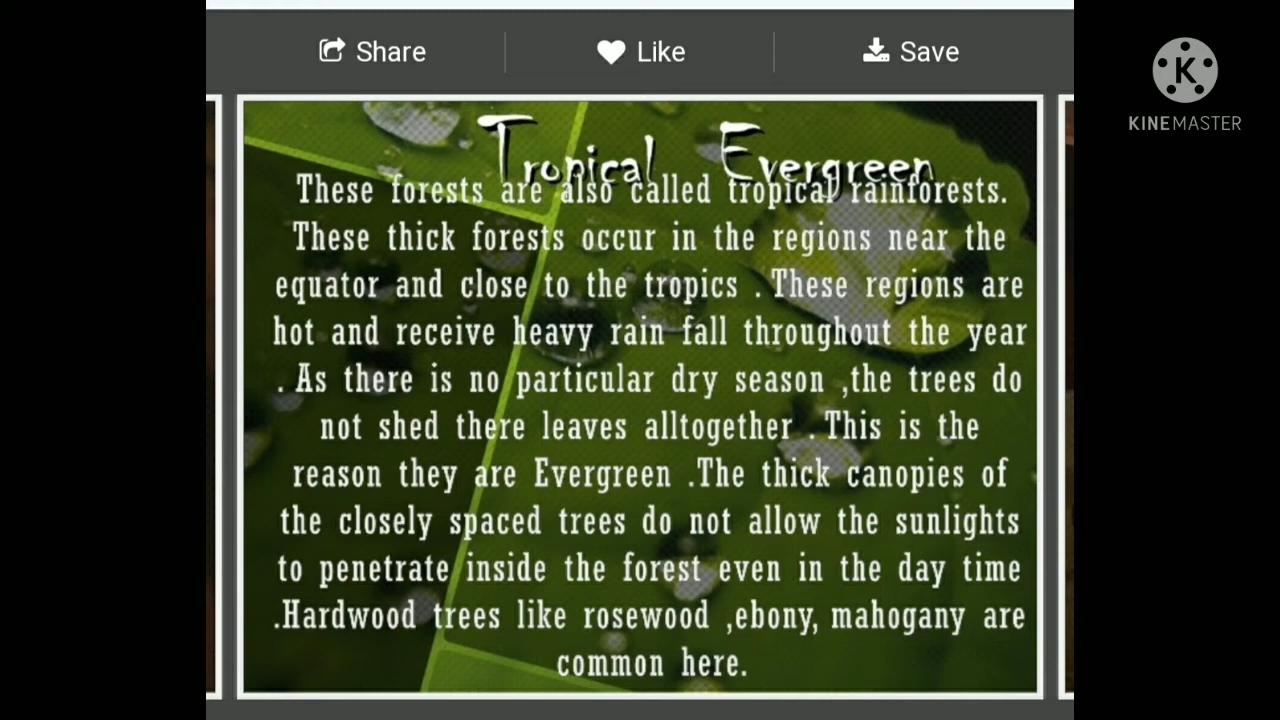 Share
Like
Save
KINEMASTER
Tropical Evergreen
These forests are also called tropical rainforests.
These thick forests occur in the regions near the
equator and close to the tropics . These regions are
hot and receive heavy rain fall throughout the year
. As there is no particular dry season ,the trees do
not shed there leaves alltogether . This is the
reason they are Evergreen .The thick canopies of
the closely spaced trees do not allow the sunlights
to penetrate inside the forest even in the day time
.Hardwood trees like rosewood ,ebony, mahogany are
common here.